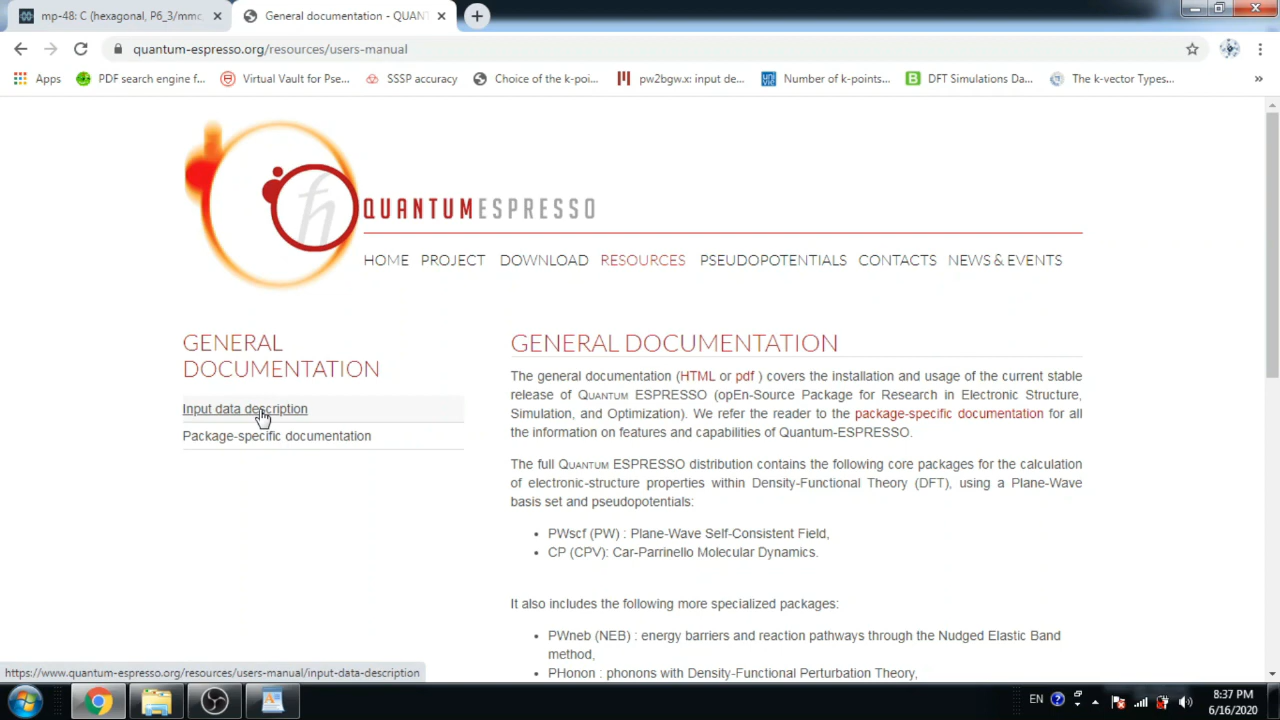 mp-48: C (hexagonal, P6_3/mmc,
General documentation - QUANT
quantum-espresso.org/resources/users-manual
Apps
PDF search engine f...
Virtual Vault for Pse...
SSSP accuracy
Choice of the k-poi...
pw2bgw.x: input de...
Number of k-points...
DFT Simulations Da...
The k-vector Types...
»
ħ
QUANTUMESPRESSO
HOME PROJECT DOWNLOAD RESOURCES PSEUDOPOTENTIALS CONTACTS NEWS & EVENTS
GENERAL
DOCUMENTATION
Input data description
Package-specific documentation
GENERAL DOCUMENTATION
The general documentation (HTML or pdf ) covers the installation and usage of the current stable
release of QUANTUM ESPRESSO (opEn-Source Package for Research in Electronic Structure,
Simulation, and Optimization). We refer the reader to the package-specific documentation for all
the information on features and capabilities of Quantum-ESPRESSO.
The full QUANTUM ESPRESSO distribution contains the following core packages for the calculation
of electronic-structure properties within Density-Functional Theory (DFT), using a Plane-Wave
basis set and pseudopotentials:
• PWscf (PW) : Plane-Wave Self-Consistent Field,
• CP (CPV): Car-Parrinello Molecular Dynamics.
It also includes the following more specialized packages:
• PWneb (NEB) : energy barriers and reaction pathways through the Nudged Elastic Band
method,
• PHonon : phonons with Density-Functional Perturbation Theory,
https://www.quantum-espresso.org/resources/users-manual/input-data-description
EN
8:37 PM
6/16/2020